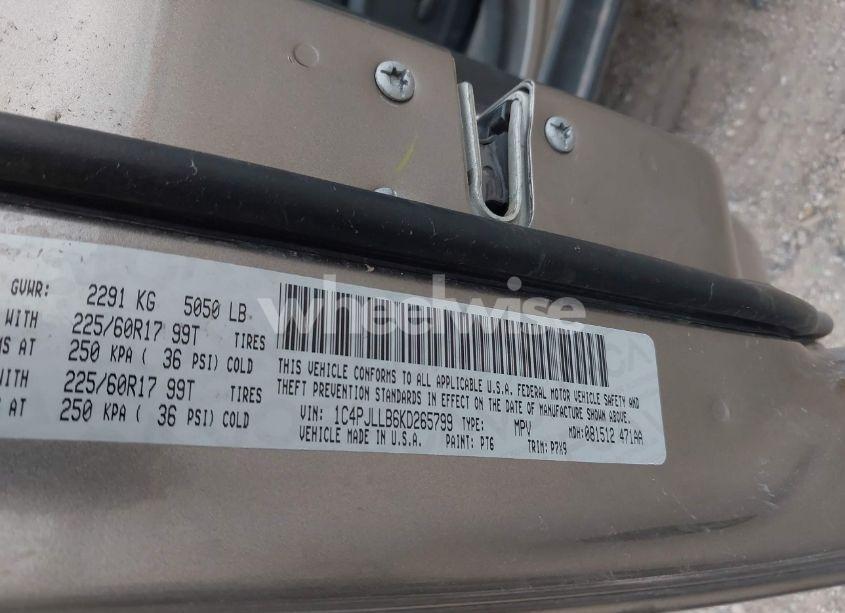 GVWR: 2291 KG 5050 LB
WITH 225/60R17 99T TIRES
MS AT 250 KPA ( 36 PSI) COLD
WITH 225/60R17 99T TIRES
AT 250 KPA ( 36 PSI) COLD
THIS VEHICLE CONFORMS TO ALL APPLICABLE U.S.A. FEDERAL MOTOR VEHICLE SAFETY AND
THEFT PREVENTION STANDARDS IN EFFECT ON THE DATE OF MANUFACTURE SHOWN ABOVE.
VIN: 1C4PJLLB6KD265799 TYPE: MPV MDH: 081512 471AA
VEHICLE MADE IN U.S.A. PAINT: PT6 TRIM: P7X9
wheelwise